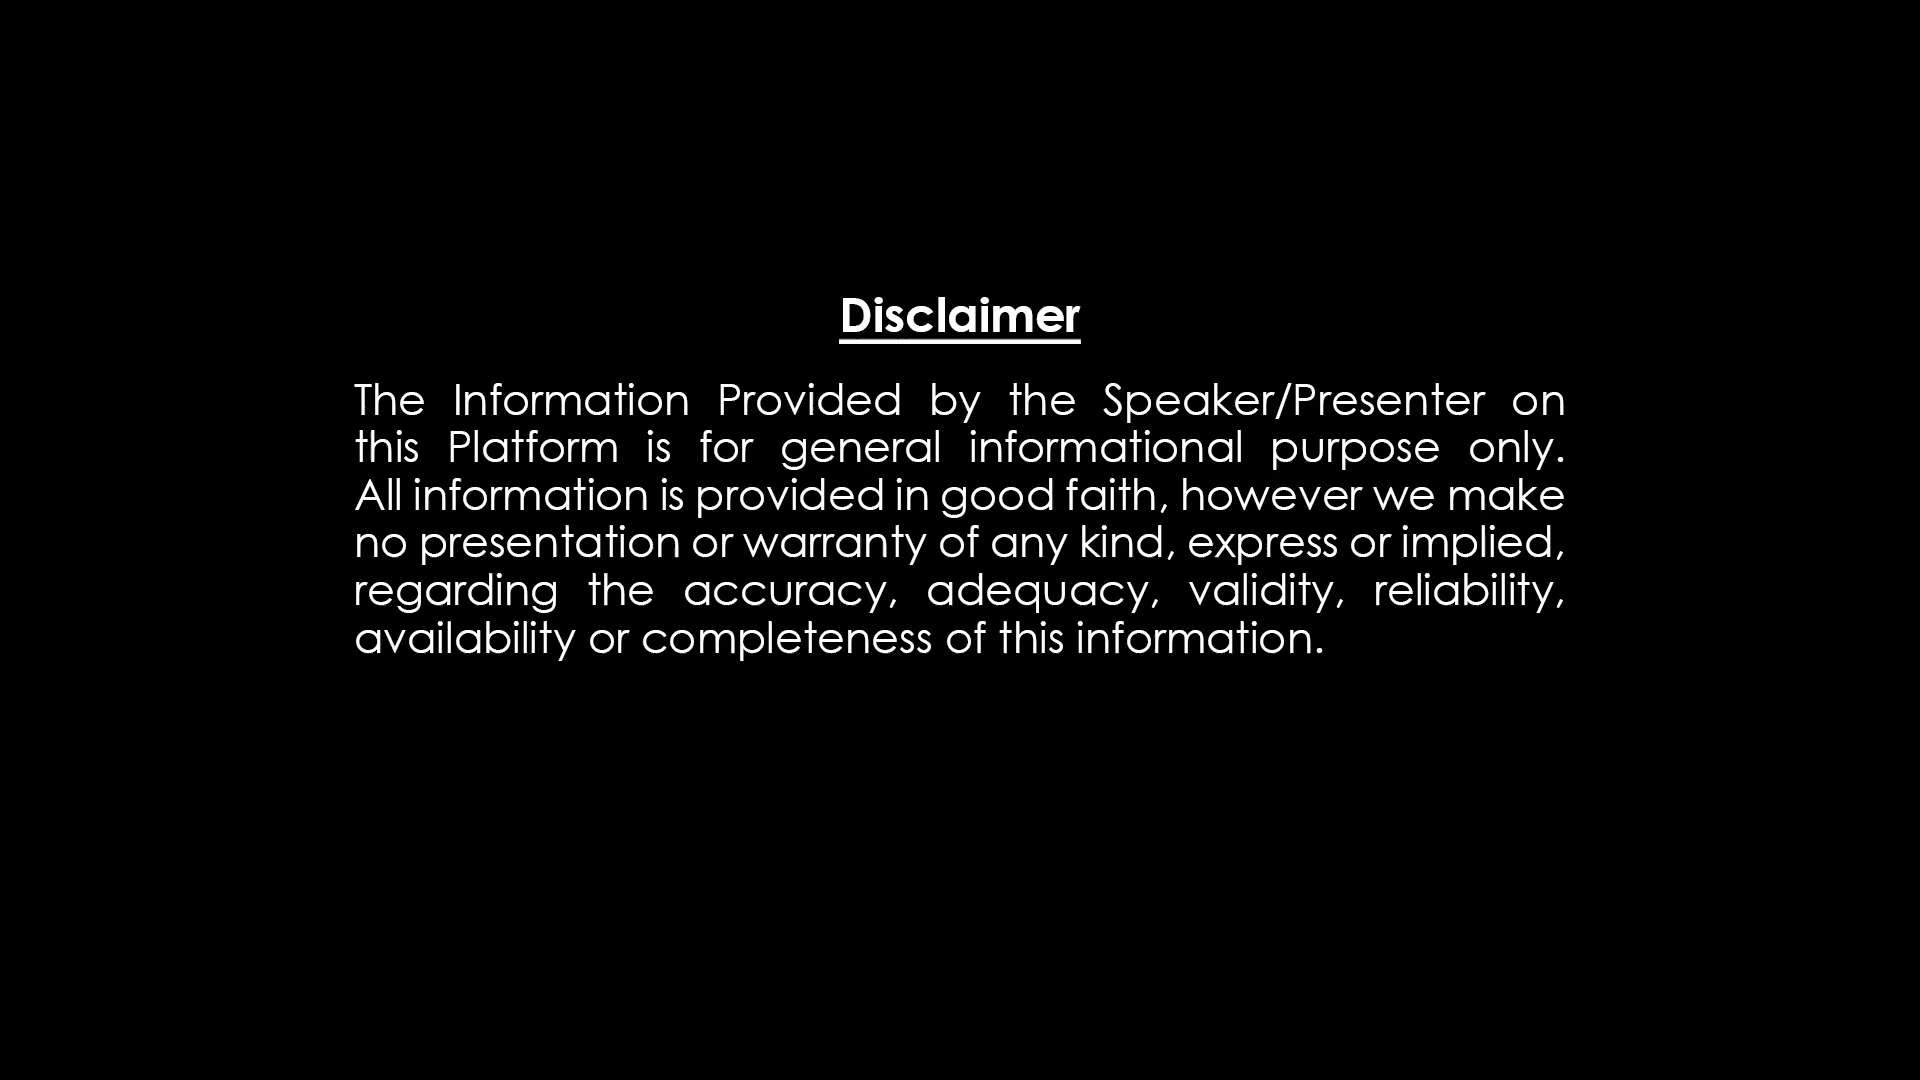 Disclaimer
The Information Provided by the Speaker/Presenter on
this Platform is for general informational purpose only.
All information is provided in good faith, however we make
no presentation or warranty of any kind, express or implied,
regarding the accuracy, adequacy, validity, reliability,
availability or completeness of this information.